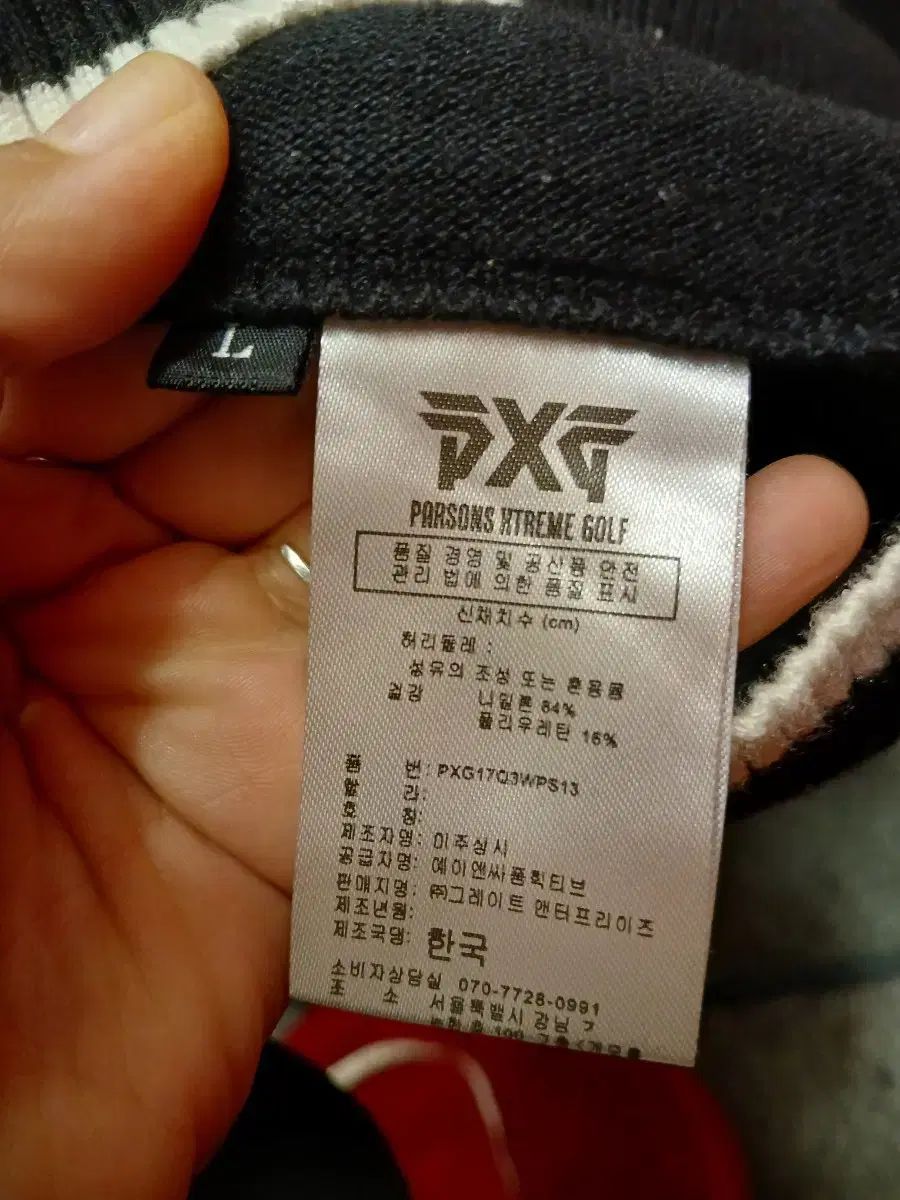 L
PXG
PARSONS XTREME GOLF
품질 경영 및 공산품 안전
관리 법에 의한 품질 표시
신체치수 (cm)
허리둘레 :
섬유의 조성 또는 혼용률
겉감 나일론 84%
폴리우레탄 16%
품 번: PXG17Q3WPS13
칼 라:
호 칭:
제조자명: 미주상시
공급자명: 에이앤씨퓸픽티브
판매자명: ㈜그레이트 앤터프리이즈
제조년월:
제조국명: 한국
소비자상담실 070-7728-0991
주 소 서울특별시 강남구